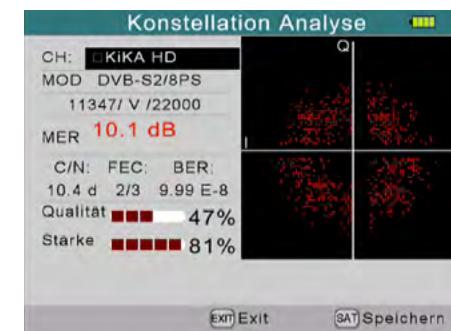 Konstellation Analyse
CH: □KiKA HD
MOD DVB-S2/8PS
11347/ V /22000
MER 10.1 dB
C/N: FEC: BER:
10.4 d 2/3 9.99 E-8
Qualität 47%
Stärke 81%
Q
I
EXIT Exit SAT Speichern